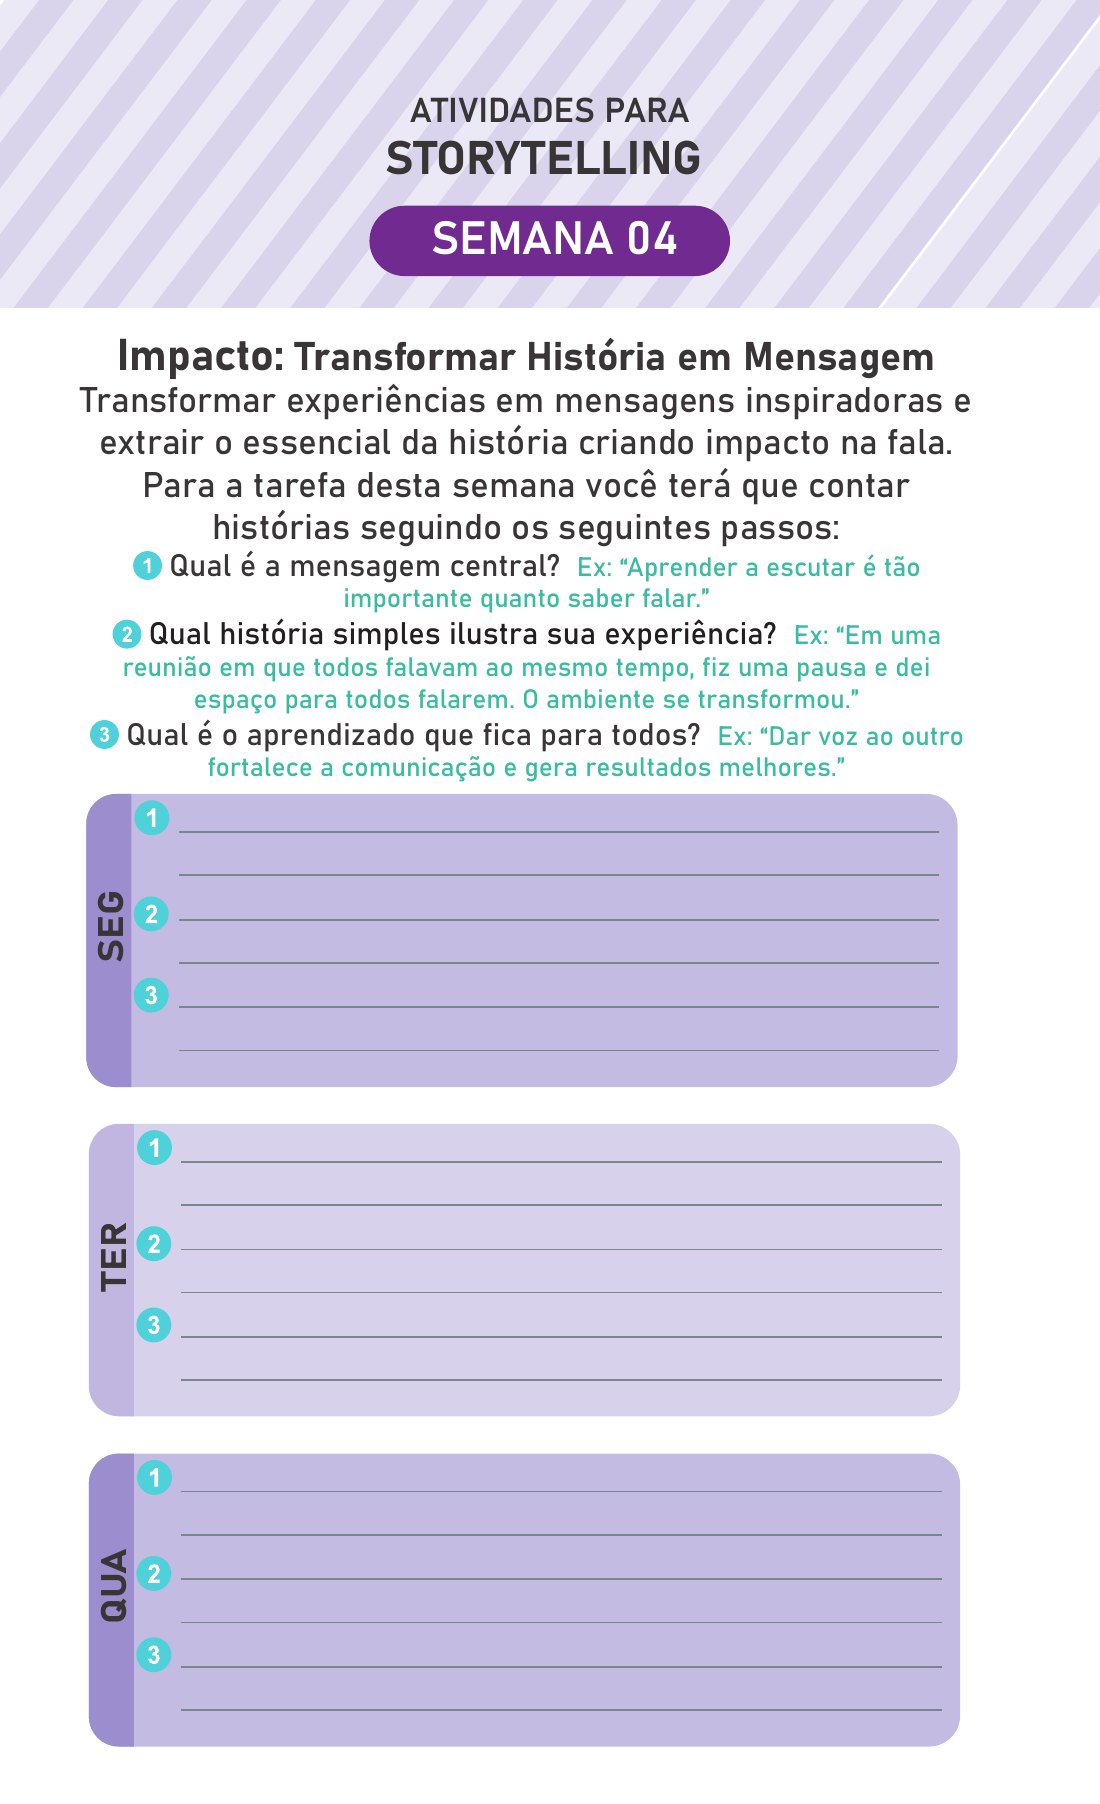 ATIVIDADES PARA
STORYTELLING
SEMANA 04
Impacto: Transformar História em Mensagem
Transformar experiências em mensagens inspiradoras e
extrair o essencial da história criando impacto na fala.
Para a tarefa desta semana você terá que contar
histórias seguindo os seguintes passos:
1 Qual é a mensagem central? Ex: “Aprender a escutar é tão
importante quanto saber falar.”
2 Qual história simples ilustra sua experiência? Ex: “Em uma
reunião em que todos falavam ao mesmo tempo, fiz uma pausa e dei
espaço para todos falarem. O ambiente se transformou.”
3 Qual é o aprendizado que fica para todos? Ex: “Dar voz ao outro
fortalece a comunicação e gera resultados melhores.”
SEG
1
2
3
TER
1
2
3
QUA
1
2
3